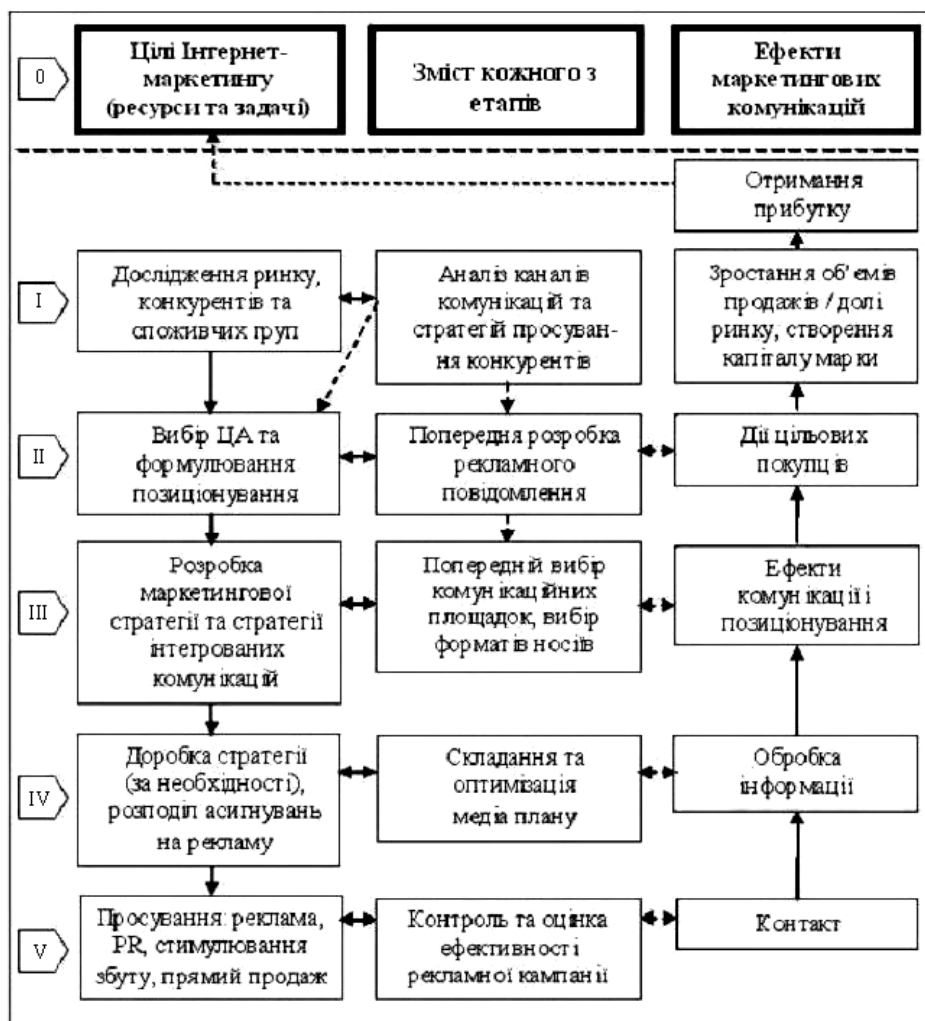 0
Цілі Інтернет-
маркетингу
(ресурси та задачі)
Зміст кожного з
етапів
Ефекти
маркетингових
комунікацій
Отримання
прибутку
I
Дослідження ринку,
конкурентів та
споживчих груп
Аналіз каналів
комунікацій та
стратегій просуван-
ня конкурентів
Зростання об'ємів
продажів / долі
ринку, створення
капіталу марки
II
Вибір ЦА та
формулювання
позиціонування
Попередня розробка
рекламного
повідомлення
Дії цільових
покупців
III
Розробка
маркетингової
стратегії та стратегії
інтегрованих
комунікацій
Попередній вибір
комунікаційних
площадок, вибір
форматів носіїв
Ефекти
комунікації і
позиціонування
IV
Доробка стратегії
(за необхідності),
розподіл асигнувань
на рекламу
Складання та
оптимізація
медіа плану
Обробка
інформації
V
Просування: реклама,
PR, стимулювання
збуту, прямий продаж
Контроль та оцінка
ефективності
рекламної кампанії
Контакт